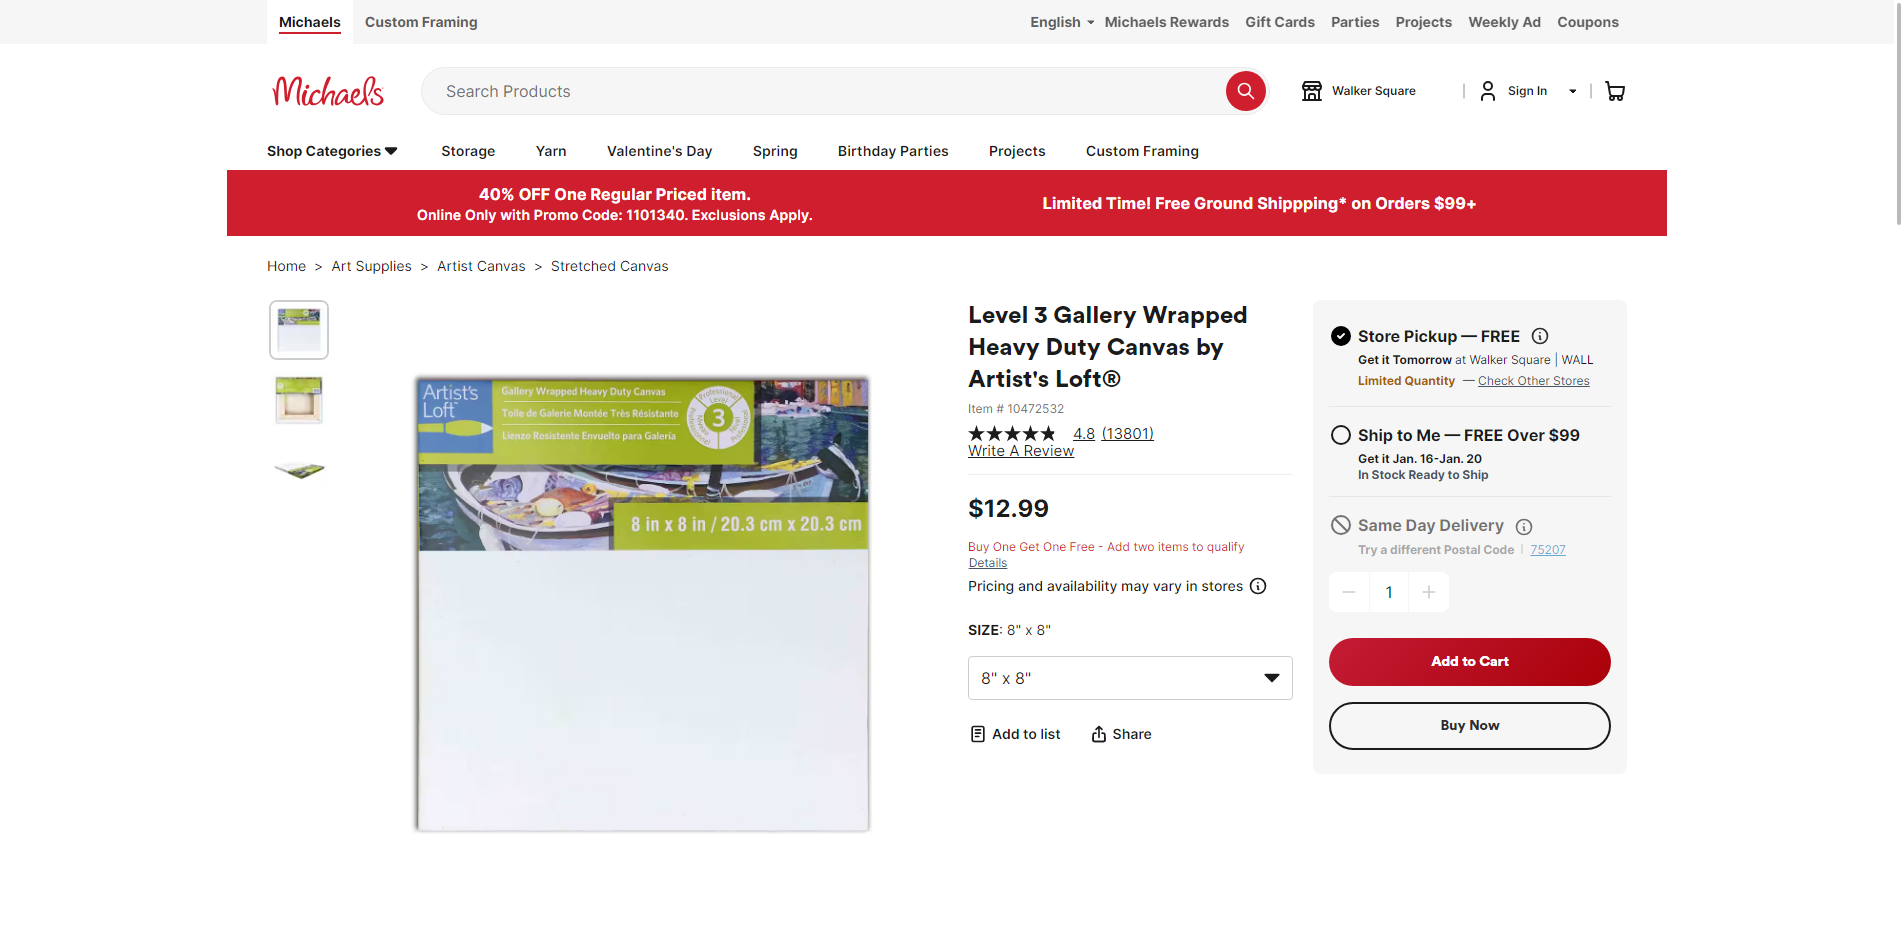 Michaels
Custom Framing
English
Michaels Rewards
Gift Cards
Parties
Projects
Weekly Ad
Coupons
Michaels
Search Products
Walker Square
Sign In
Shop Categories
Storage
Yarn
Valentine's Day
Spring
Birthday Parties
Projects
Custom Framing
40% OFF One Regular Priced item.
Online Only with Promo Code: 1101340. Exclusions Apply.
Limited Time! Free Ground Shippping* on Orders $99+
Home > Art Supplies > Artist Canvas > Stretched Canvas
Artist's
Loft
Gallery Wrapped Heavy Duty Canvas
Toile de Galerie Montée Très Résistante
Lienzo Resistente Envuelto para Galería
3
8 in x 8 in / 20.3 cm x 20.3 cm
Level 3 Gallery Wrapped
Heavy Duty Canvas by
Artist's Loft®
Item # 10472532
4.8 (13801)
Write A Review
$12.99
Buy One Get One Free - Add two items to qualify
Details
Pricing and availability may vary in stores
SIZE: 8" x 8"
8" x 8"
Add to list
Share
Store Pickup — FREE
Get it Tomorrow at Walker Square | WALL
Limited Quantity — Check Other Stores
Ship to Me — FREE Over $99
Get it Jan. 16-Jan. 20
In Stock Ready to Ship
Same Day Delivery
Try a different Postal Code | 75207
1
Add to Cart
Buy Now